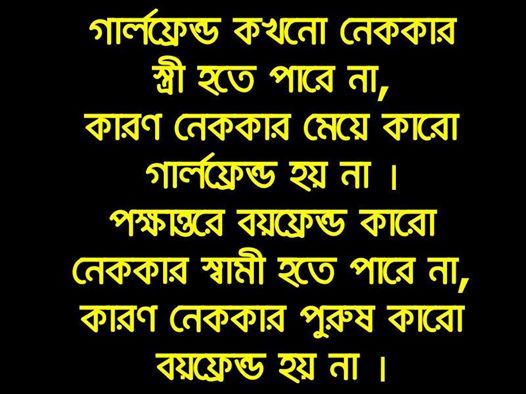 গার্লফ্রেন্ড কখনো নেককার
স্ত্রী হতে পারে না,
কারণ নেককার মেয়ে কারো
গার্লফ্রেন্ড হয় না ।
পক্ষান্তরে বয়ফ্রেন্ড কারো
নেককার স্বামী হতে পারে না,
কারণ নেককার পুরুষ কারো
বয়ফ্রেন্ড হয় না ।